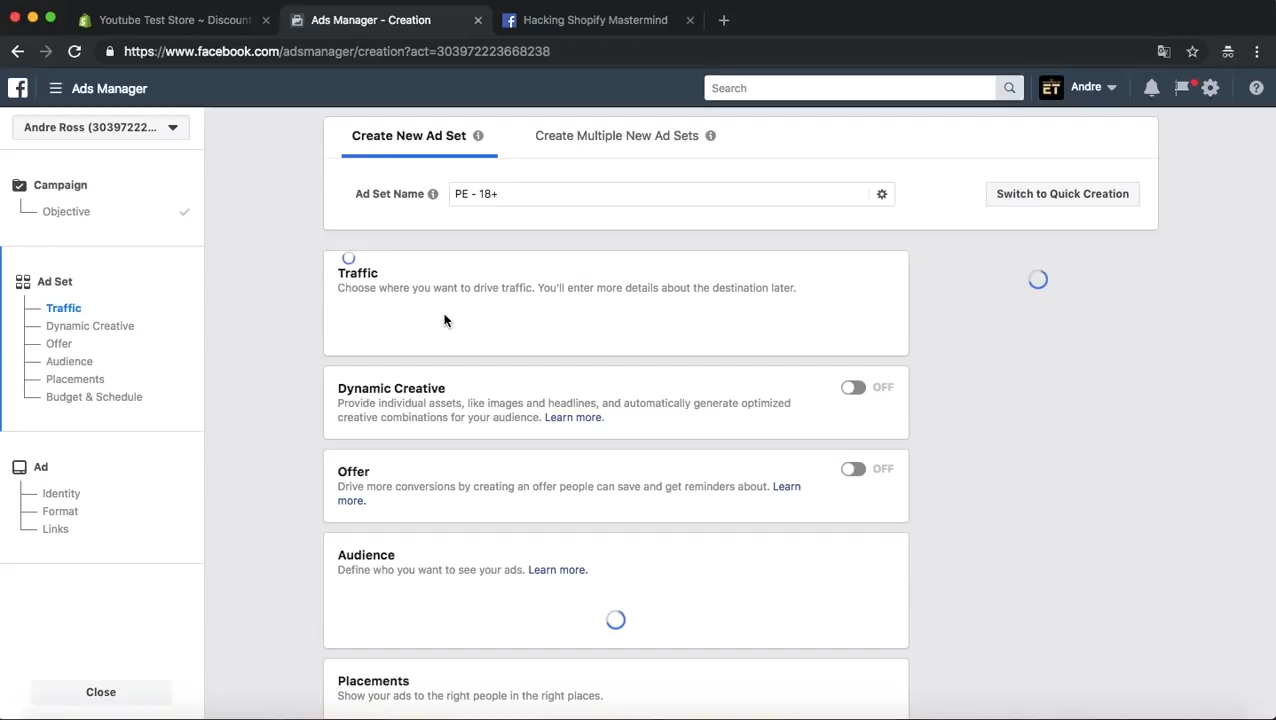 Youtube Test Store ~ Discount
Ads Manager - Creation
Hacking Shopify Mastermind
https://www.facebook.com/adsmanager/creation?act=303972223668238
Ads Manager
Search
ET
Andre
Andre Ross (30397222...
Campaign
Objective
Ad Set
Traffic
Dynamic Creative
Offer
Audience
Placements
Budget & Schedule
Ad
Identity
Format
Links
Close
Create New Ad Set
Create Multiple New Ad Sets
Ad Set Name
PE - 18+
Switch to Quick Creation
Traffic
Choose where you want to drive traffic. You'll enter more details about the destination later.
Dynamic Creative
OFF
Provide individual assets, like images and headlines, and automatically generate optimized
creative combinations for your audience. Learn more.
Offer
OFF
Drive more conversions by creating an offer people can save and get reminders about. Learn
more.
Audience
Define who you want to see your ads. Learn more.
Placements
Show your ads to the right people in the right places.